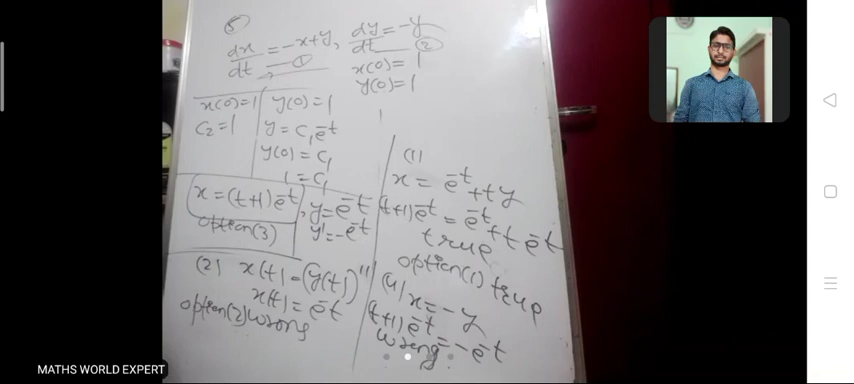 (5)
dx/dt = -x+y, dy/dt = -y
① ②
x(0) = 1
y(0) = 1
x(0) = 1
C₂ = 1
y(0) = 1
y = C₁e⁻ᵗ
y(0) = C₁
1 = C₁
x = (t+1)e⁻ᵗ, y = e⁻ᵗ
option(3)
y' = -e⁻ᵗ
(2) x(t) = (y(t))''
x(t) = e⁻ᵗ
option(2) wrong
(1)
x = e⁻ᵗ + ty
(t+1)e⁻ᵗ = e⁻ᵗ + te⁻ᵗ
true
option(1) true
(4) x = -y
(t+1)e⁻ᵗ = -e⁻ᵗ
wrong
MATHS WORLD EXPERT